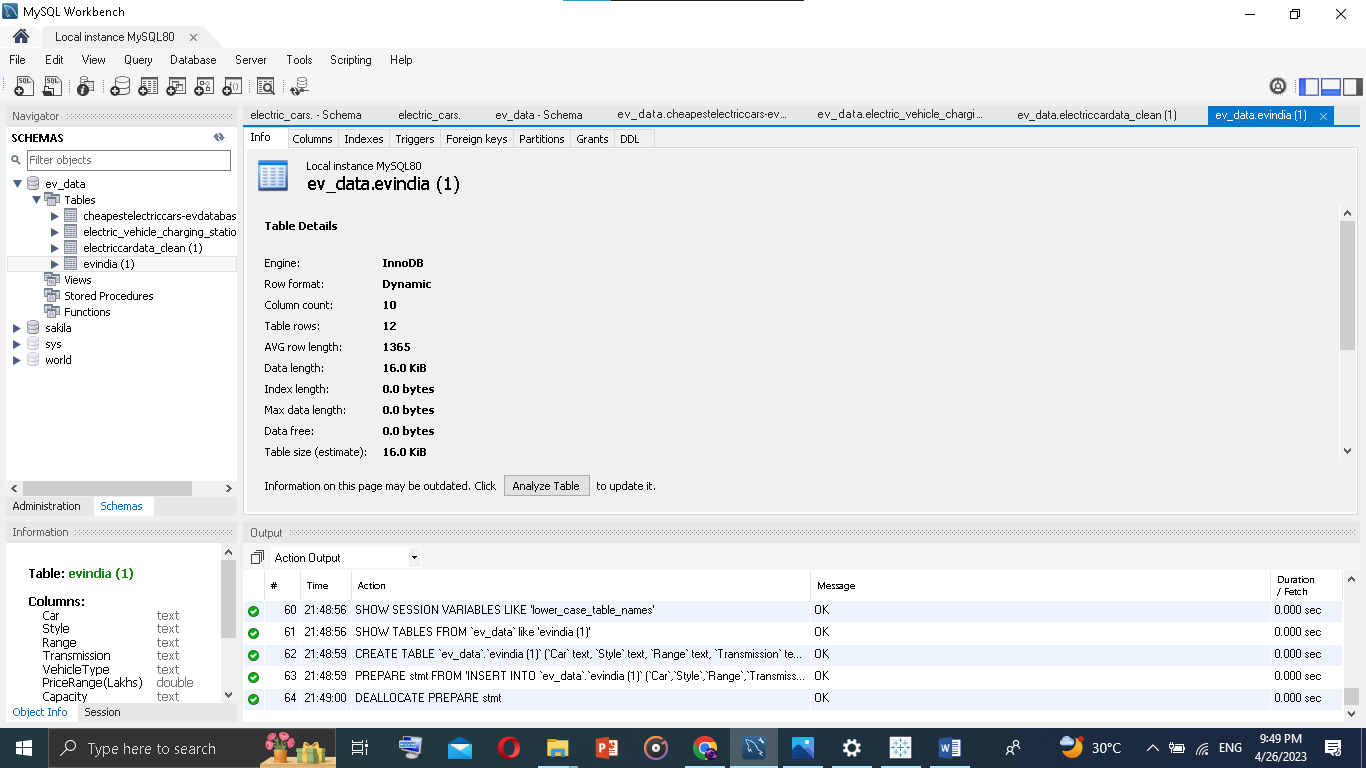 MySQL Workbench
Local instance MySQL80
File Edit View Query Database Server Tools Scripting Help
Navigator
SCHEMAS
Filter objects
ev_data
Tables
cheapestelectriccars-evdatabas
electric_vehicle_charging_statio
electriccardata_clean (1)
evindia (1)
Views
Stored Procedures
Functions
sakila
sys
world
Administration Schemas
Information
Table: evindia (1)
Columns:
Car text
Style text
Range text
Transmission text
VehicleType text
PriceRange(Lakhs) double
Capacity text
Object Info Session
electric_cars. - Schema electric_cars. ev_data - Schema ev_data.cheapestelectriccars-ev... ev_data.electric_vehicle_chargi... ev_data.electriccardata_clean (1) ev_data.evindia (1)
Info Columns Indexes Triggers Foreign keys Partitions Grants DDL
Local instance MySQL80
ev_data.evindia (1)
Table Details
Engine: InnoDB
Row format: Dynamic
Column count: 10
Table rows: 12
AVG row length: 1365
Data length: 16.0 KiB
Index length: 0.0 bytes
Max data length: 0.0 bytes
Data free: 0.0 bytes
Table size (estimate): 16.0 KiB
Information on this page may be outdated. Click Analyze Table to update it.
Output
Action Output
# Time Action Message Duration / Fetch
60 21:48:56 SHOW SESSION VARIABLES LIKE 'lower_case_table_names' OK 0.000 sec
61 21:48:56 SHOW TABLES FROM `ev_data` like 'evindia (1)' OK 0.000 sec
62 21:48:59 CREATE TABLE `ev_data`.`evindia (1)` (`Car` text, `Style` text, `Range` text, `Transmission` te... OK 0.000 sec
63 21:48:59 PREPARE stmt FROM 'INSERT INTO `ev_data`.`evindia (1)` (`Car`,`Style`,`Range`,`Transmiss... OK 0.000 sec
64 21:49:00 DEALLOCATE PREPARE stmt OK 0.000 sec
Type here to search
30°C
ENG
9:49 PM
4/26/2023